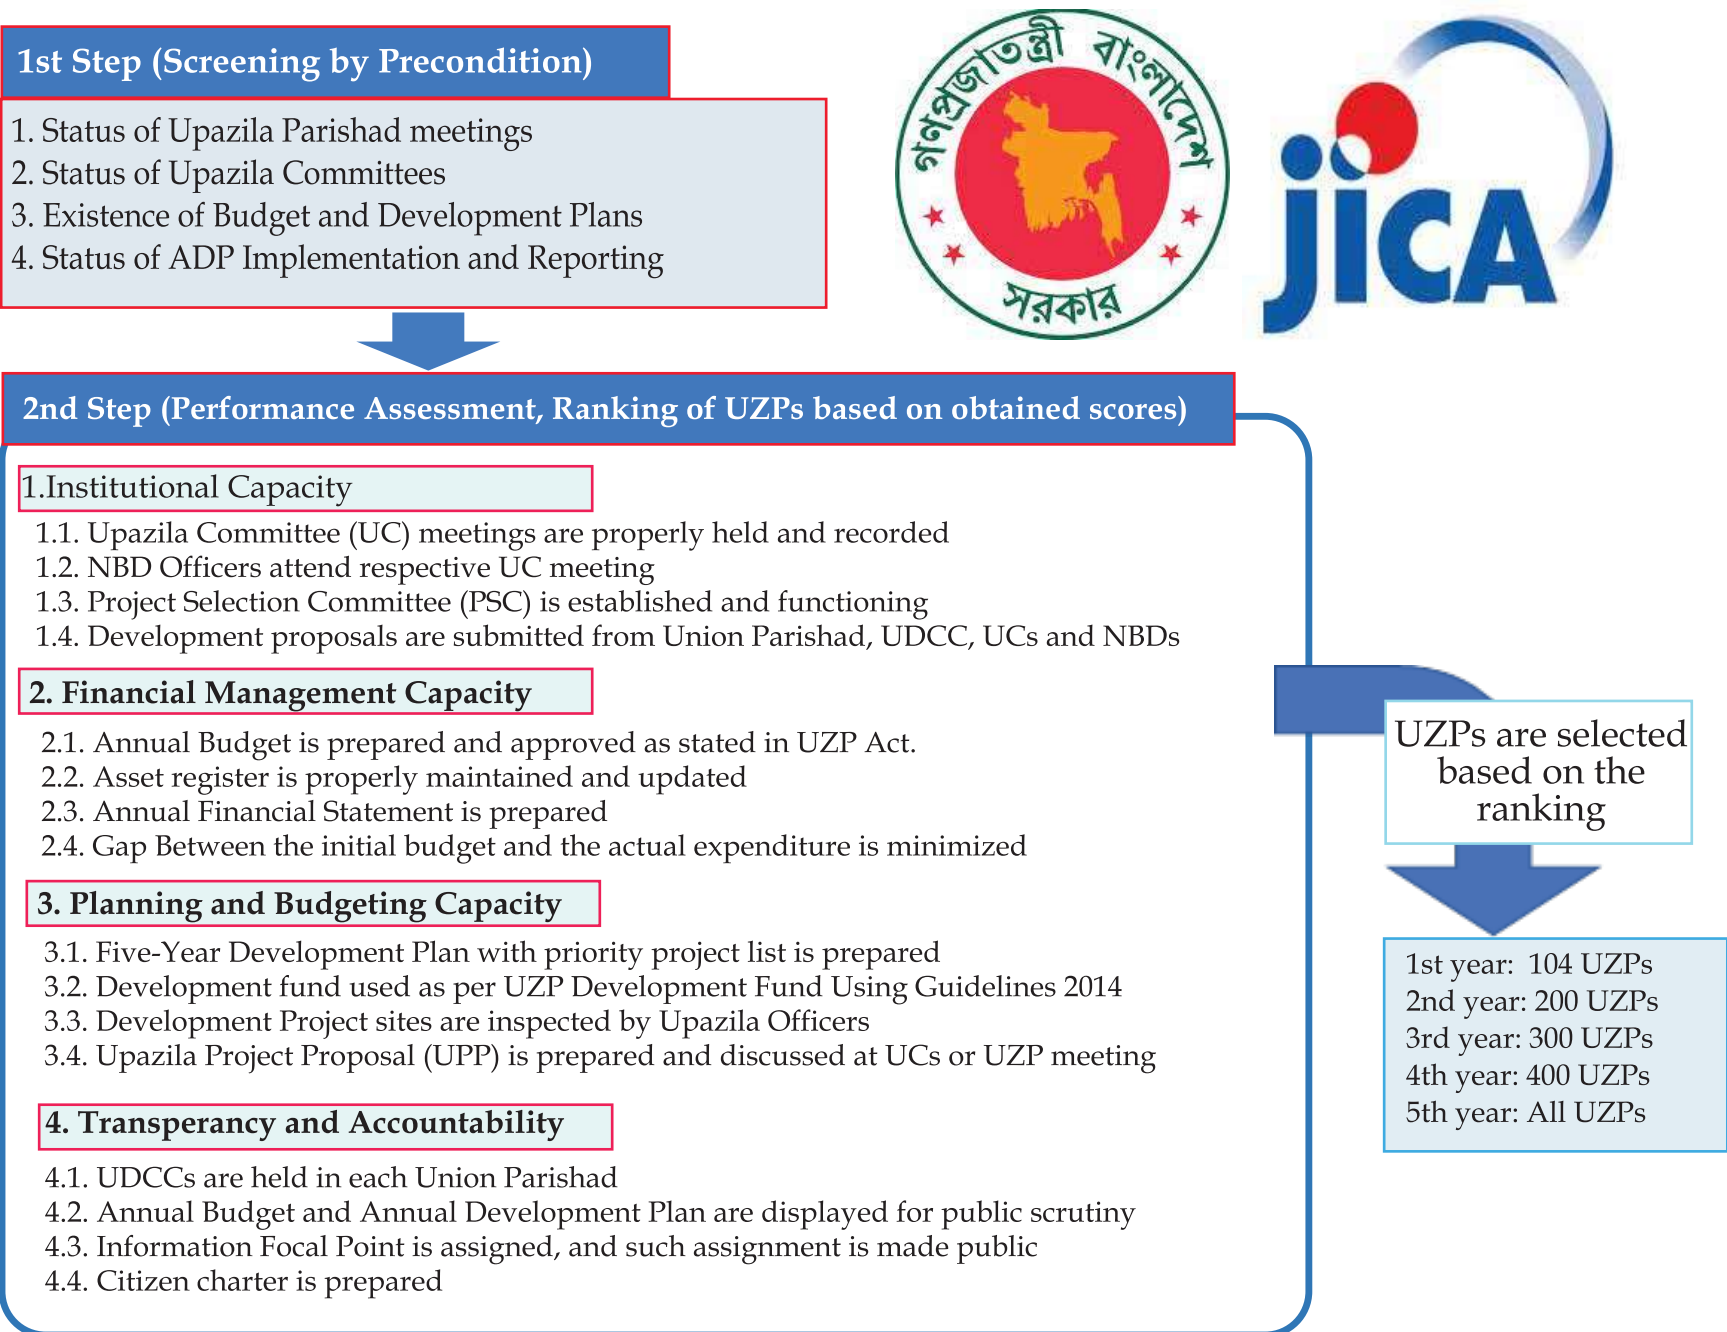 1st Step (Screening by Precondition)
1. Status of Upazila Parishad meetings
2. Status of Upazila Committees
3. Existence of Budget and Development Plans
4. Status of ADP Implementation and Reporting
গণপ্রজাতন্ত্রী বাংলাদেশ
সরকার
jICA
2nd Step (Performance Assessment, Ranking of UZPs based on obtained scores)
1.Institutional Capacity
1.1. Upazila Committee (UC) meetings are properly held and recorded
1.2. NBD Officers attend respective UC meeting
1.3. Project Selection Committee (PSC) is established and functioning
1.4. Development proposals are submitted from Union Parishad, UDCC, UCs and NBDs
2. Financial Management Capacity
2.1. Annual Budget is prepared and approved as stated in UZP Act.
2.2. Asset register is properly maintained and updated
2.3. Annual Financial Statement is prepared
2.4. Gap Between the initial budget and the actual expenditure is minimized
3. Planning and Budgeting Capacity
3.1. Five-Year Development Plan with priority project list is prepared
3.2. Development fund used as per UZP Development Fund Using Guidelines 2014
3.3. Development Project sites are inspected by Upazila Officers
3.4. Upazila Project Proposal (UPP) is prepared and discussed at UCs or UZP meeting
4. Transperancy and Accountability
4.1. UDCCs are held in each Union Parishad
4.2. Annual Budget and Annual Development Plan are displayed for public scrutiny
4.3. Information Focal Point is assigned, and such assignment is made public
4.4. Citizen charter is prepared
UZPs are selected
based on the
ranking
1st year: 104 UZPs
2nd year: 200 UZPs
3rd year: 300 UZPs
4th year: 400 UZPs
5th year: All UZPs